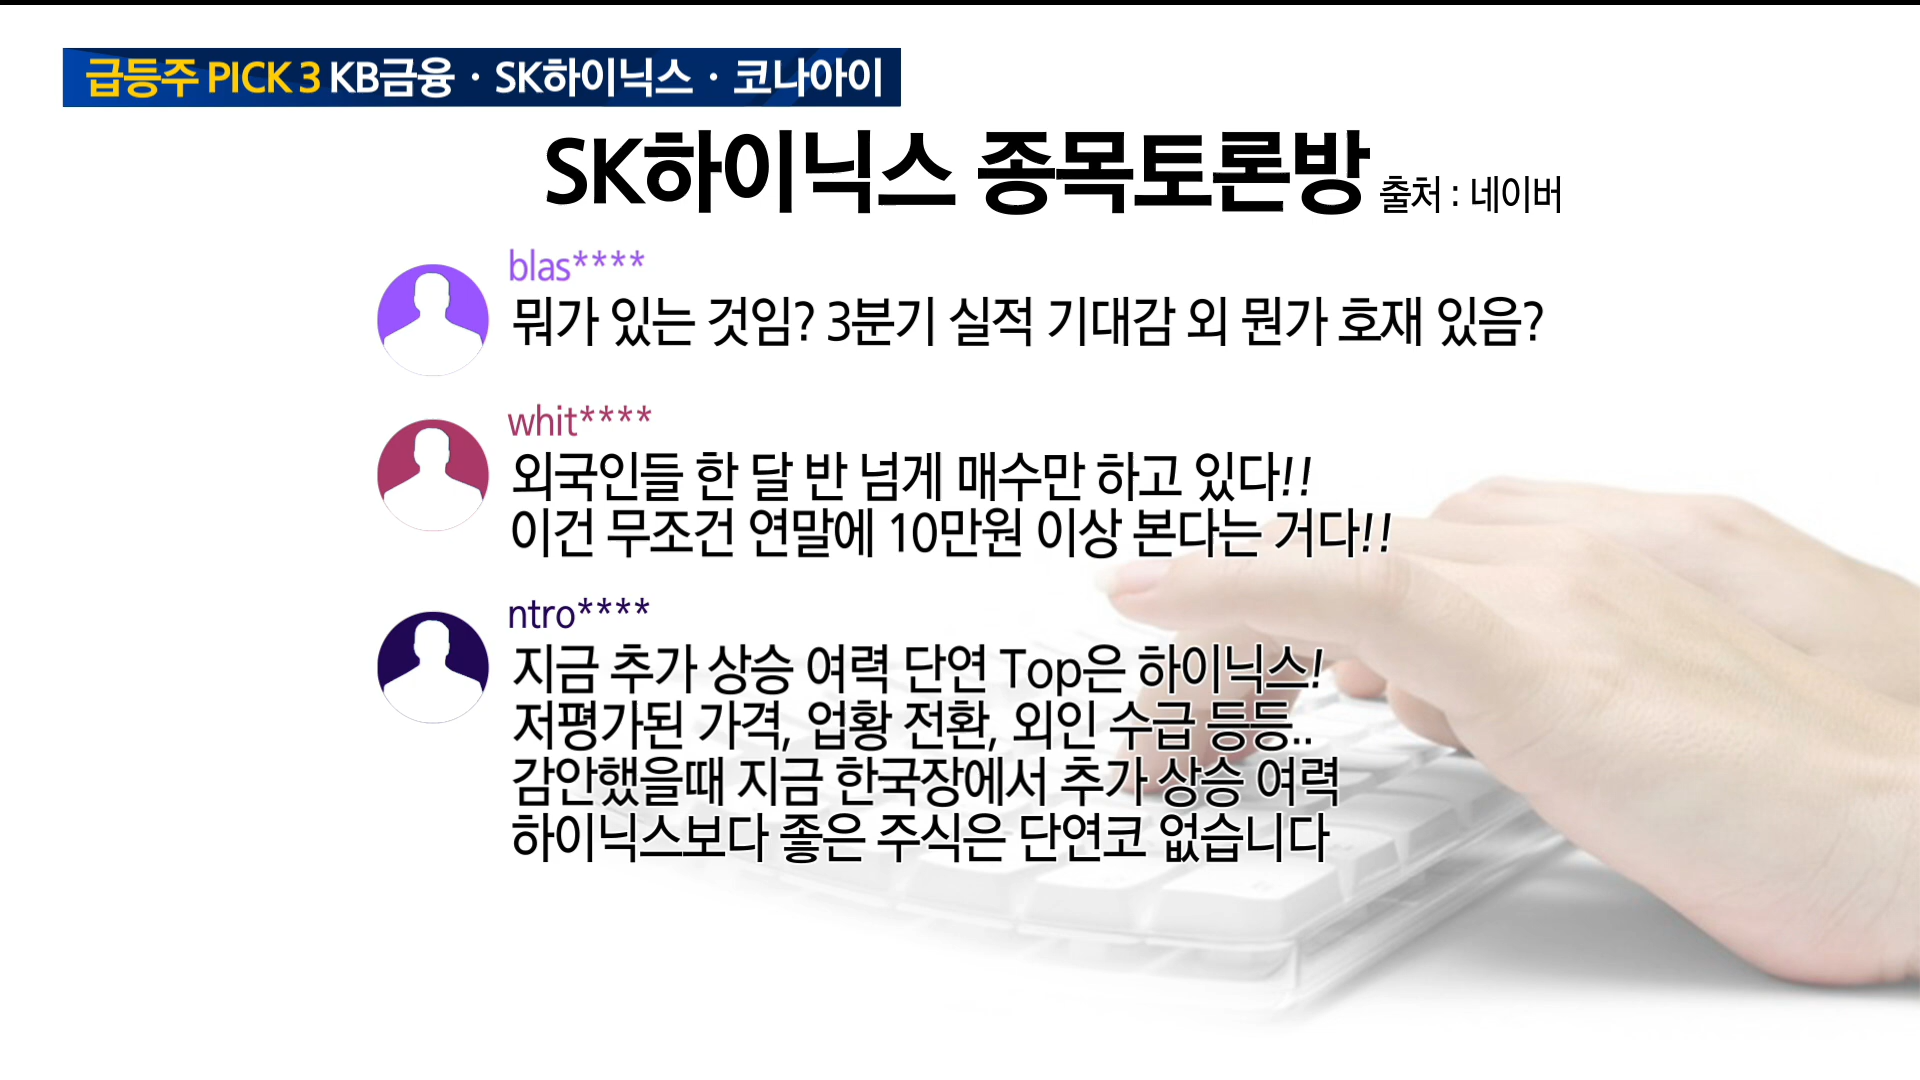 급등주 PICK 3 KB금융 · SK하이닉스 · 코나아이
SK하이닉스 종목토론방 출처 : 네이버
blas****
뭐가 있는 것임? 3분기 실적 기대감 외 뭔가 호재 있음?
whit****
외국인들 한 달 반 넘게 매수만 하고 있다!!
이건 무조건 연말에 10만원 이상 본다는 거다!!
ntro****
지금 추가 상승 여력 단연 Top은 하이닉스!
저평가된 가격, 업황 전환, 외인 수급 등등..
감안했을때 지금 한국장에서 추가 상승 여력
하이닉스보다 좋은 주식은 단연코 없습니다